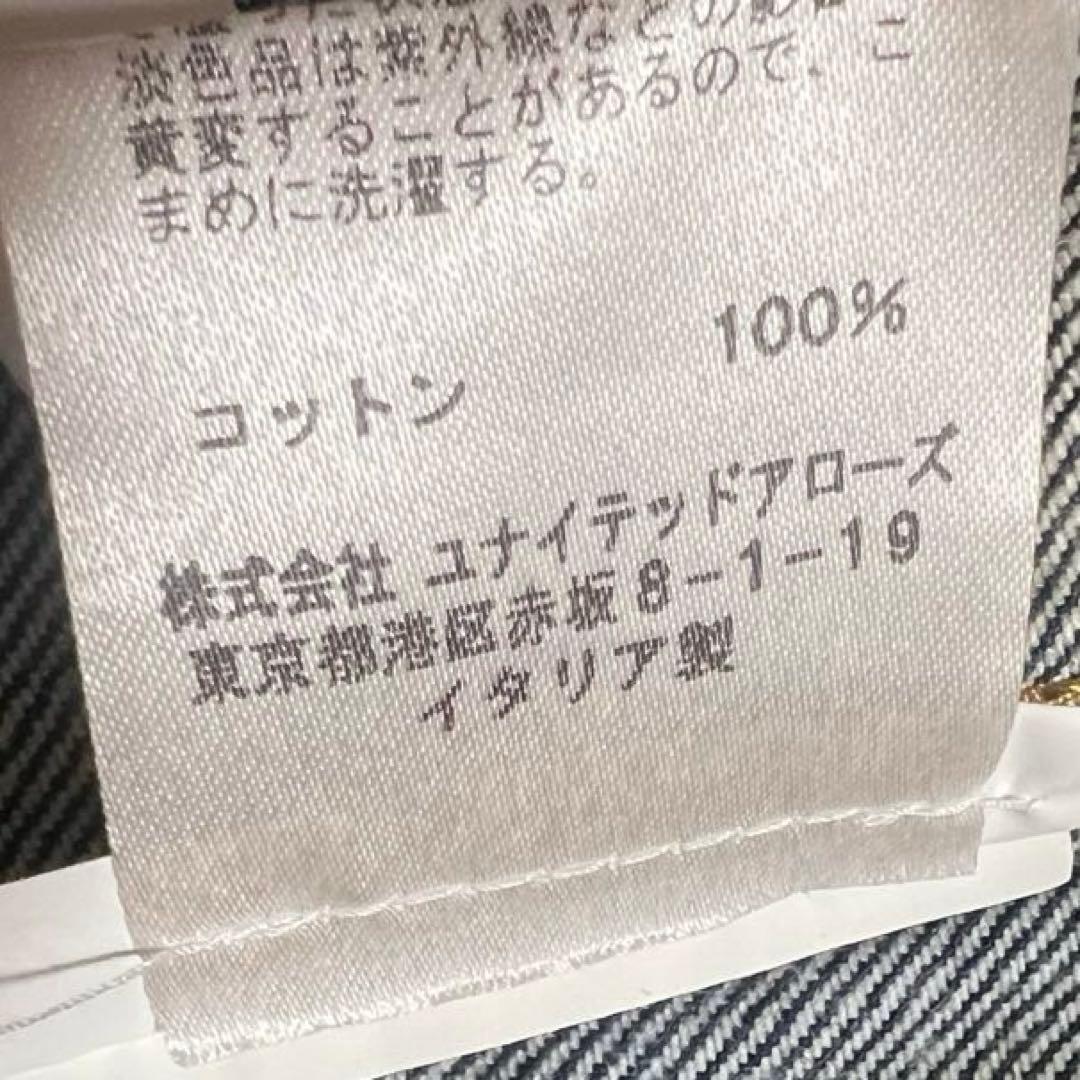 淡色品は紫外線などの影
黄変することがあるので、こ
まめに洗濯する。
コットン 100%
株式会社 ユナイテッドアローズ
東京都港区赤坂8-1-19
イタリア製